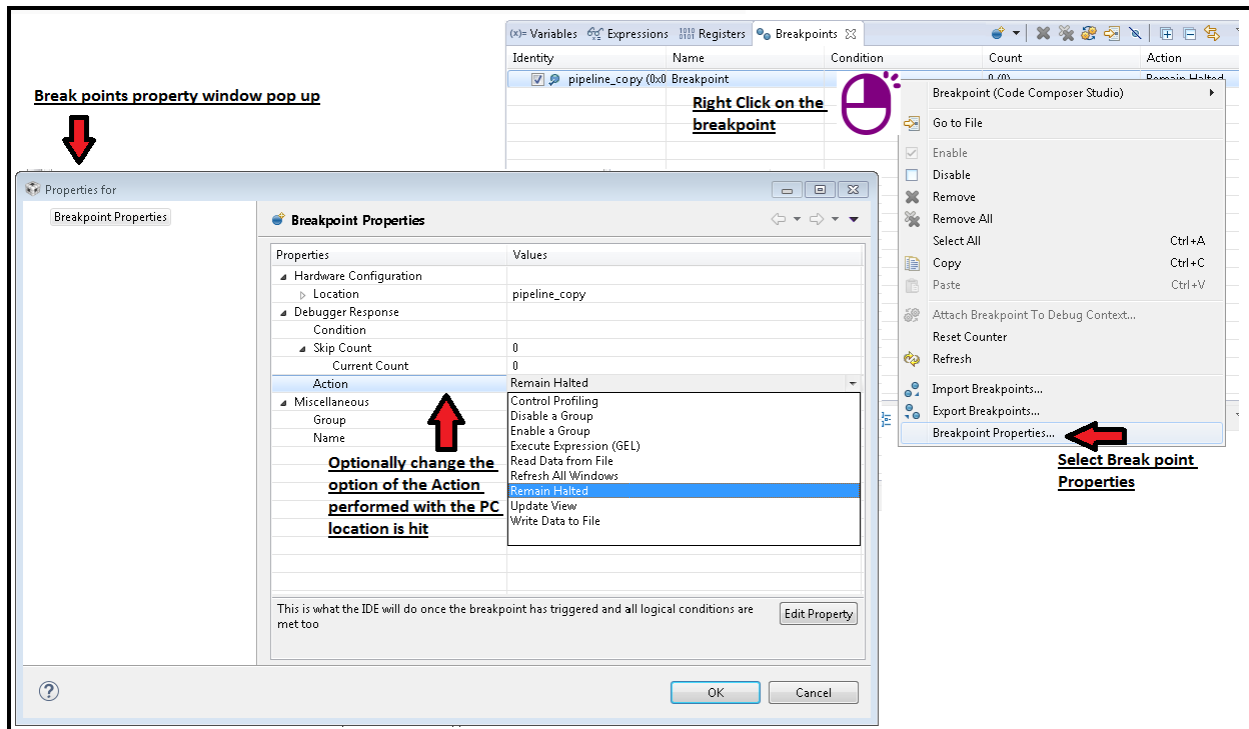 (x)= Variables Expressions Registers Breakpoints
Identity Name Condition Count Action
pipeline_copy (0x0 Breakpoint 0 (0) Remain Halted
Break points property window pop up
Right Click on the
breakpoint
Breakpoint (Code Composer Studio)
Go to File
Enable
Disable
Remove
Remove All
Select All Ctrl+A
Copy Ctrl+C
Paste Ctrl+V
Attach Breakpoint To Debug Context...
Reset Counter
Refresh
Import Breakpoints...
Export Breakpoints...
Breakpoint Properties...
Select Break point
Properties
Properties for
Breakpoint Properties
Breakpoint Properties
Properties Values
Hardware Configuration
Location pipeline_copy
Debugger Response
Condition
Skip Count 0
Current Count 0
Action Remain Halted
Miscellaneous
Group
Name
Control Profiling
Disable a Group
Enable a Group
Execute Expression (GEL)
Read Data from File
Refresh All Windows
Remain Halted
Update View
Write Data to File
Optionally change the
option of the Action
performed with the PC
location is hit
This is what the IDE will do once the breakpoint has triggered and all logical conditions are
met too
Edit Property
OK Cancel